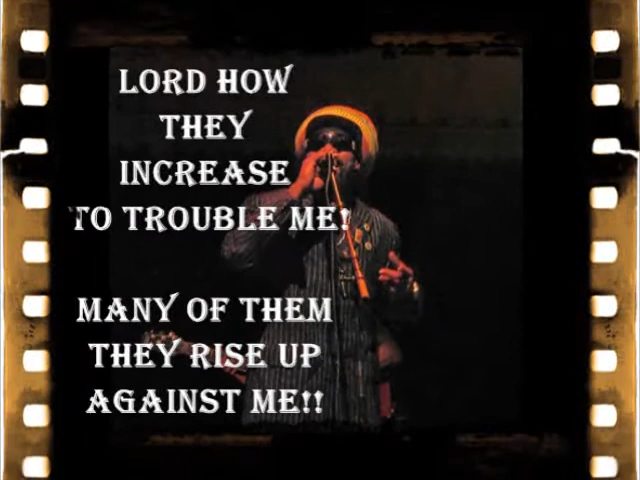 LORD HOW
THEY
INCREASE
TO TROUBLE ME!
MANY OF THEM
THEY RISE UP
AGAINST ME!!